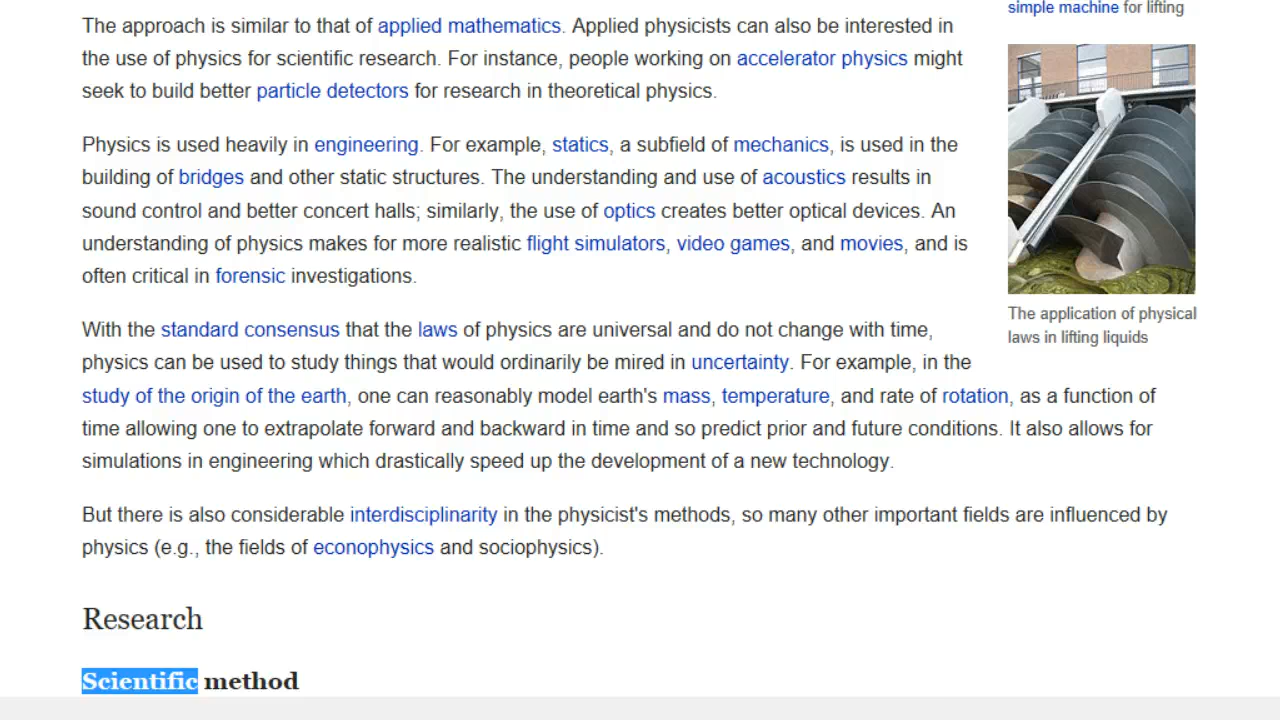 simple machine for lifting
The approach is similar to that of applied mathematics. Applied physicists can also be interested in
the use of physics for scientific research. For instance, people working on accelerator physics might
seek to build better particle detectors for research in theoretical physics.
Physics is used heavily in engineering. For example, statics, a subfield of mechanics, is used in the
building of bridges and other static structures. The understanding and use of acoustics results in
sound control and better concert halls; similarly, the use of optics creates better optical devices. An
understanding of physics makes for more realistic flight simulators, video games, and movies, and is
often critical in forensic investigations.
The application of physical
laws in lifting liquids
With the standard consensus that the laws of physics are universal and do not change with time,
physics can be used to study things that would ordinarily be mired in uncertainty. For example, in the
study of the origin of the earth, one can reasonably model earth's mass, temperature, and rate of rotation, as a function of
time allowing one to extrapolate forward and backward in time and so predict prior and future conditions. It also allows for
simulations in engineering which drastically speed up the development of a new technology.
But there is also considerable interdisciplinarity in the physicist's methods, so many other important fields are influenced by
physics (e.g., the fields of econophysics and sociophysics).
Research
Scientific method